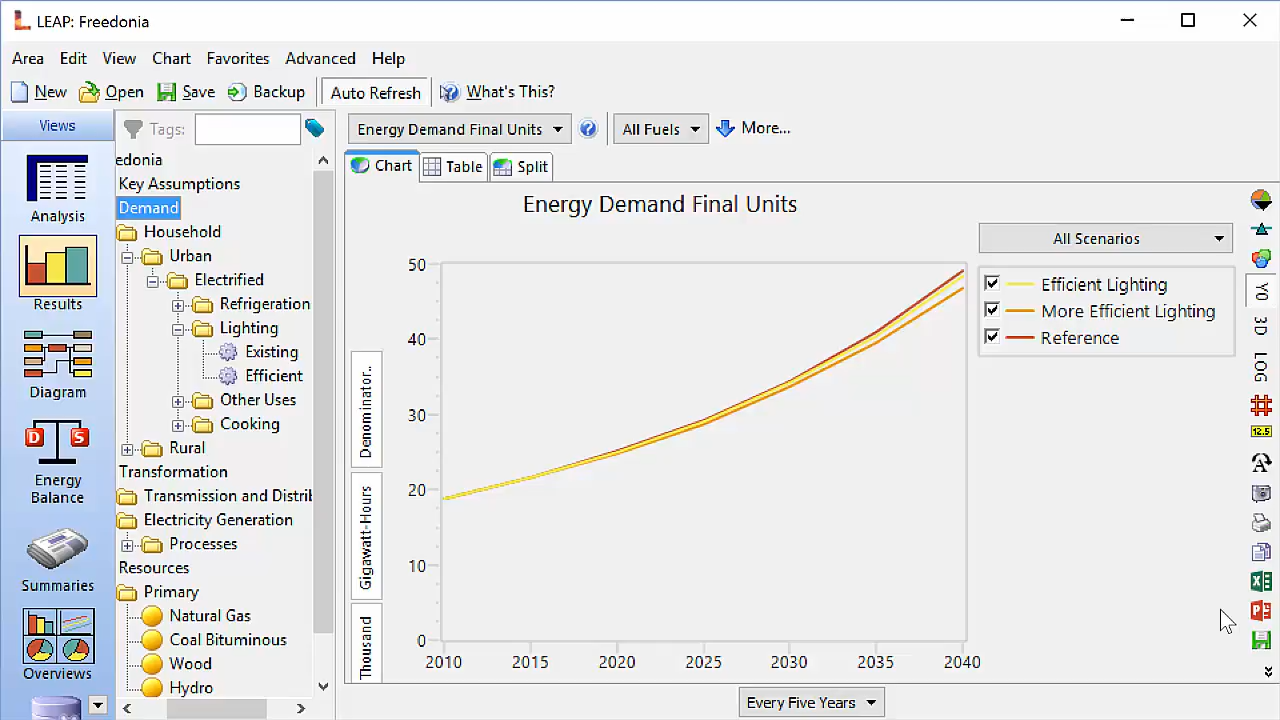 LEAP: Freedonia
Area Edit View Chart Favorites Advanced Help
New Open Save Backup Auto Refresh What's This?
Views
Analysis
Results
Diagram
D S
Energy
Balance
Summaries
Overviews
Tags:
edonia
Key Assumptions
Demand
Household
Urban
Electrified
Refrigeration
Lighting
Existing
Efficient
Other Uses
Cooking
Rural
Transformation
Transmission and Distri
Electricity Generation
Processes
Resources
Primary
Natural Gas
Coal Bituminous
Wood
Hydro
Energy Demand Final Units All Fuels More...
Chart Table Split
Energy Demand Final Units
Denominator..
Gigawatt-Hours
Thousand
50
40
30
20
10
0
2010 2015 2020 2025 2030 2035 2040
All Scenarios
Efficient Lighting
More Efficient Lighting
Reference
Every Five Years
Y0
3D
LOG
12.5